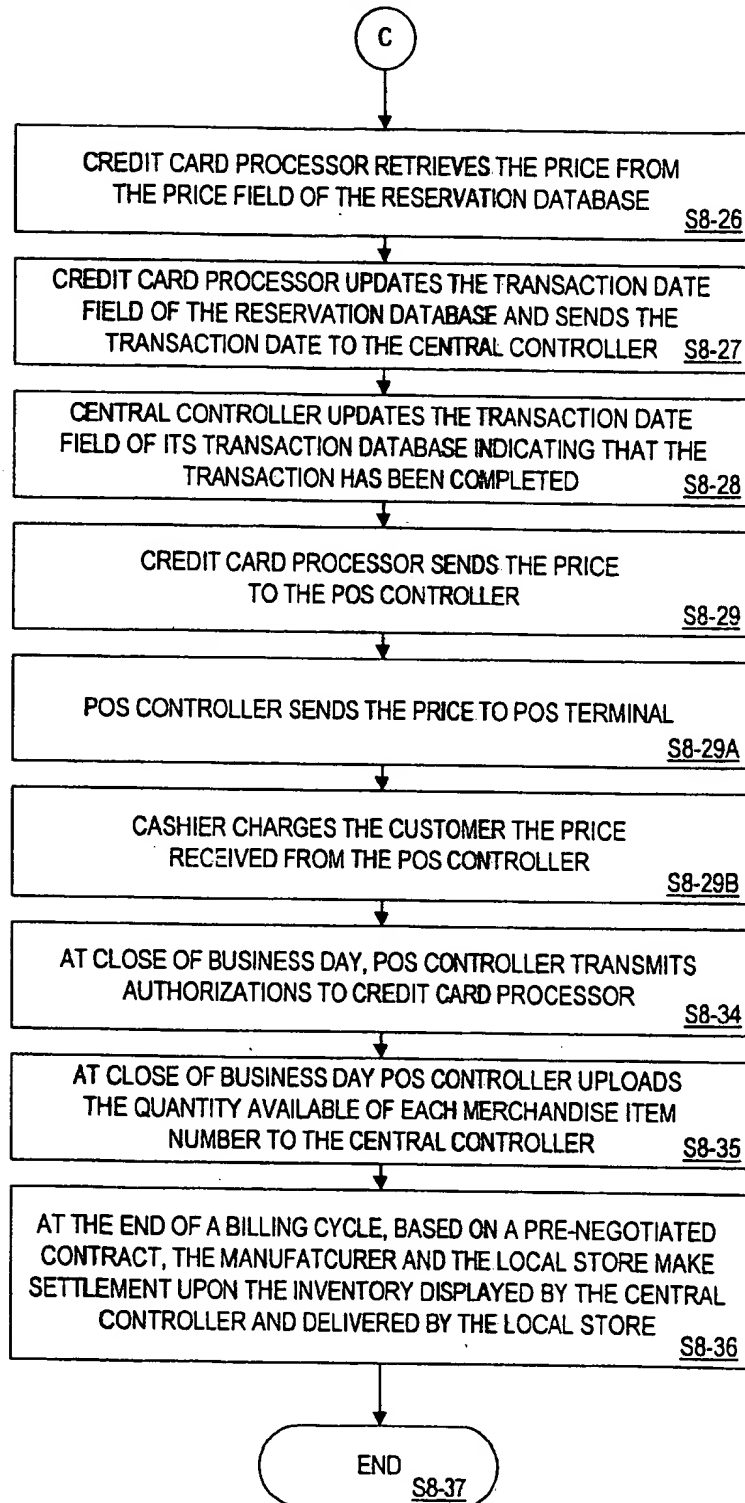 C
CREDIT CARD PROCESSOR RETRIEVES THE PRICE FROM
THE PRICE FIELD OF THE RESERVATION DATABASE
S8-26
CREDIT CARD PROCESSOR UPDATES THE TRANSACTION DATE
FIELD OF THE RESERVATION DATABASE AND SENDS THE
TRANSACTION DATE TO THE CENTRAL CONTROLLER
S8-27
CENTRAL CONTROLLER UPDATES THE TRANSACTION DATE
FIELD OF ITS TRANSACTION DATABASE INDICATING THAT THE
TRANSACTION HAS BEEN COMPLETED
S8-28
CREDIT CARD PROCESSOR SENDS THE PRICE
TO THE POS CONTROLLER
S8-29
POS CONTROLLER SENDS THE PRICE TO POS TERMINAL
S8-29A
CASHIER CHARGES THE CUSTOMER THE PRICE
RECEIVED FROM THE POS CONTROLLER
S8-29B
AT CLOSE OF BUSINESS DAY, POS CONTROLLER TRANSMITS
AUTHORIZATIONS TO CREDIT CARD PROCESSOR
S8-34
AT CLOSE OF BUSINESS DAY POS CONTROLLER UPLOADS
THE QUANTITY AVAILABLE OF EACH MERCHANDISE ITEM
NUMBER TO THE CENTRAL CONTROLLER
S8-35
AT THE END OF A BILLING CYCLE, BASED ON A PRE-NEGOTIATED
CONTRACT, THE MANUFATCURER AND THE LOCAL STORE MAKE
SETTLEMENT UPON THE INVENTORY DISPLAYED BY THE CENTRAL
CONTROLLER AND DELIVERED BY THE LOCAL STORE
S8-36
END
S8-37